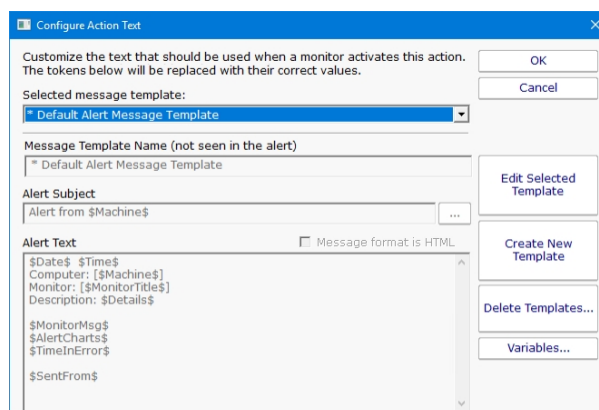 Configure Action Text
Customize the text that should be used when a monitor activates this action.
The tokens below will be replaced with their correct values.
Selected message template:
* Default Alert Message Template
Message Template Name (not seen in the alert)
* Default Alert Message Template
Alert Subject
Alert from $Machine$
...
Alert Text
Message format is HTML
$Date$  $Time$
Computer: [$Machine$]
Monitor: [$MonitorTitle$]
Description: $Details$
$MonitorMsg$
$AlertCharts$
$TimeInError$
$SentFrom$
OK
Cancel
Edit Selected
Template
Create New
Template
Delete Templates...
Variables...